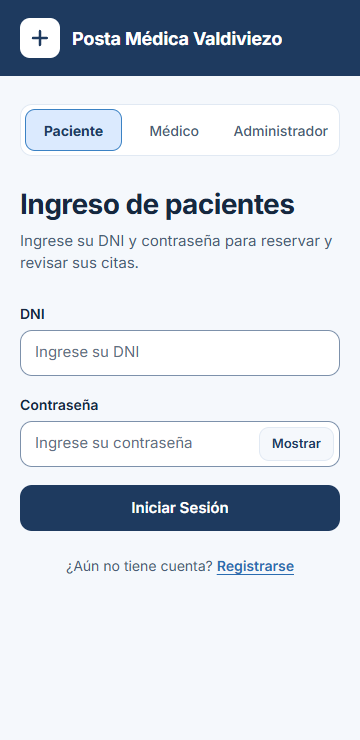 Posta Médica Valdiviezo
Paciente Médico Administrador
Ingreso de pacientes
Ingrese su DNI y contraseña para reservar y
revisar sus citas.
DNI
Ingrese su DNI
Contraseña
Ingrese su contraseña Mostrar
Iniciar Sesión
¿Aún no tiene cuenta? Registrarse